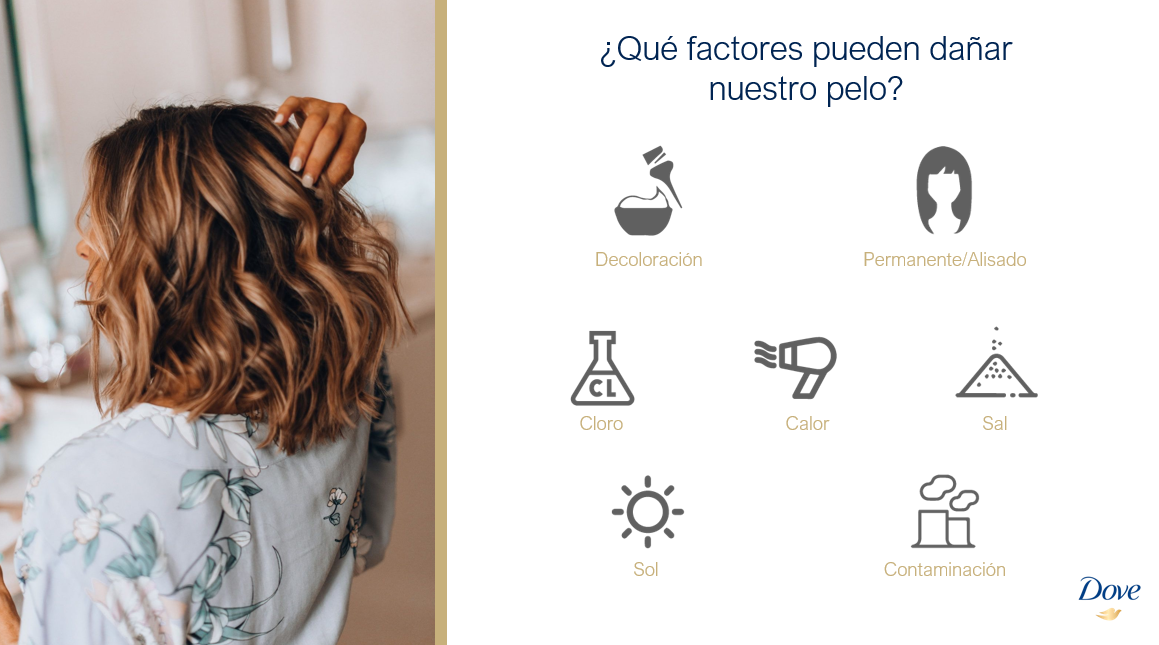 ¿Qué factores pueden dañar
nuestro pelo?
Decoloración
Permanente/Alisado
CL
Cloro
Calor
Sal
Sol
Contaminación
Dove